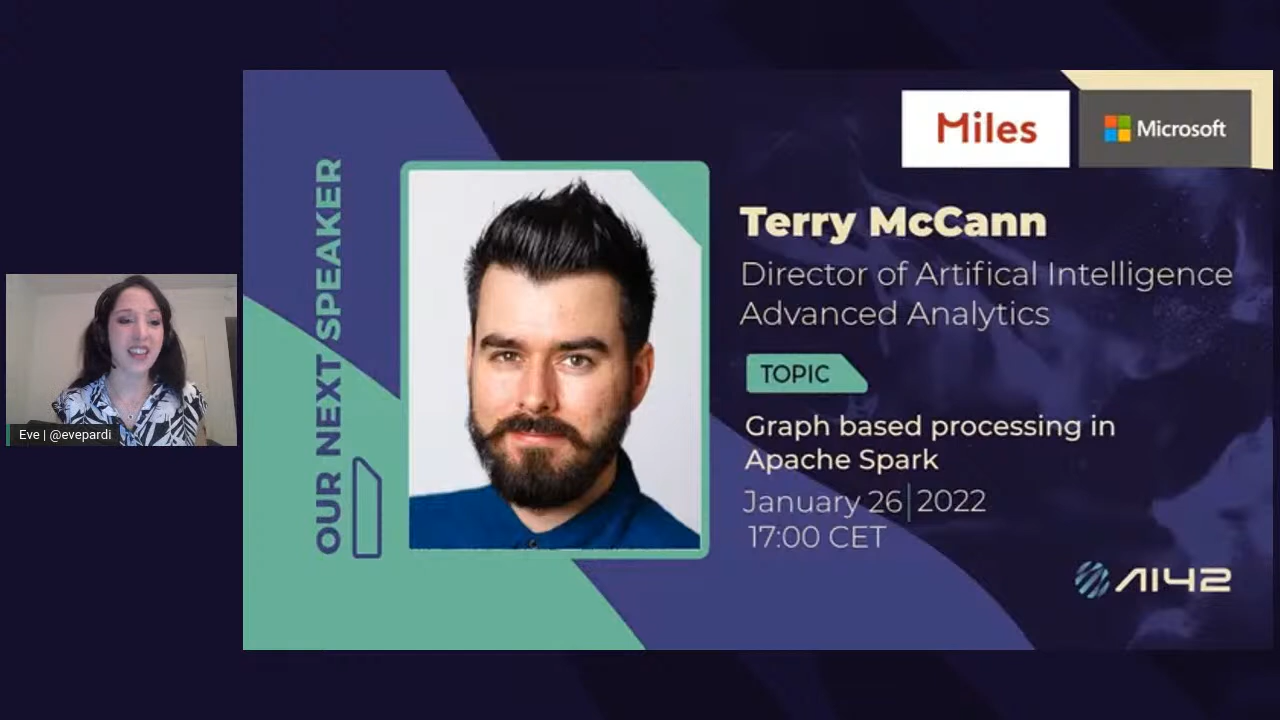 Eve | @evepardi
OUR NEXT SPEAKER
Miles
Microsoft
Terry McCann
Director of Artifical Intelligence
Advanced Analytics
TOPIC
Graph based processing in
Apache Spark
January 26 | 2022
17:00 CET
AI42